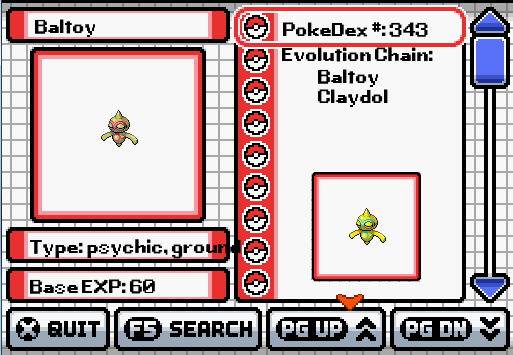 Baltoy
PokeDex #: 343
Evolution Chain:
Baltoy
Claydol
Type: psychic, ground
Base EXP: 60
X QUIT
F5 SEARCH
PG UP
PG DN